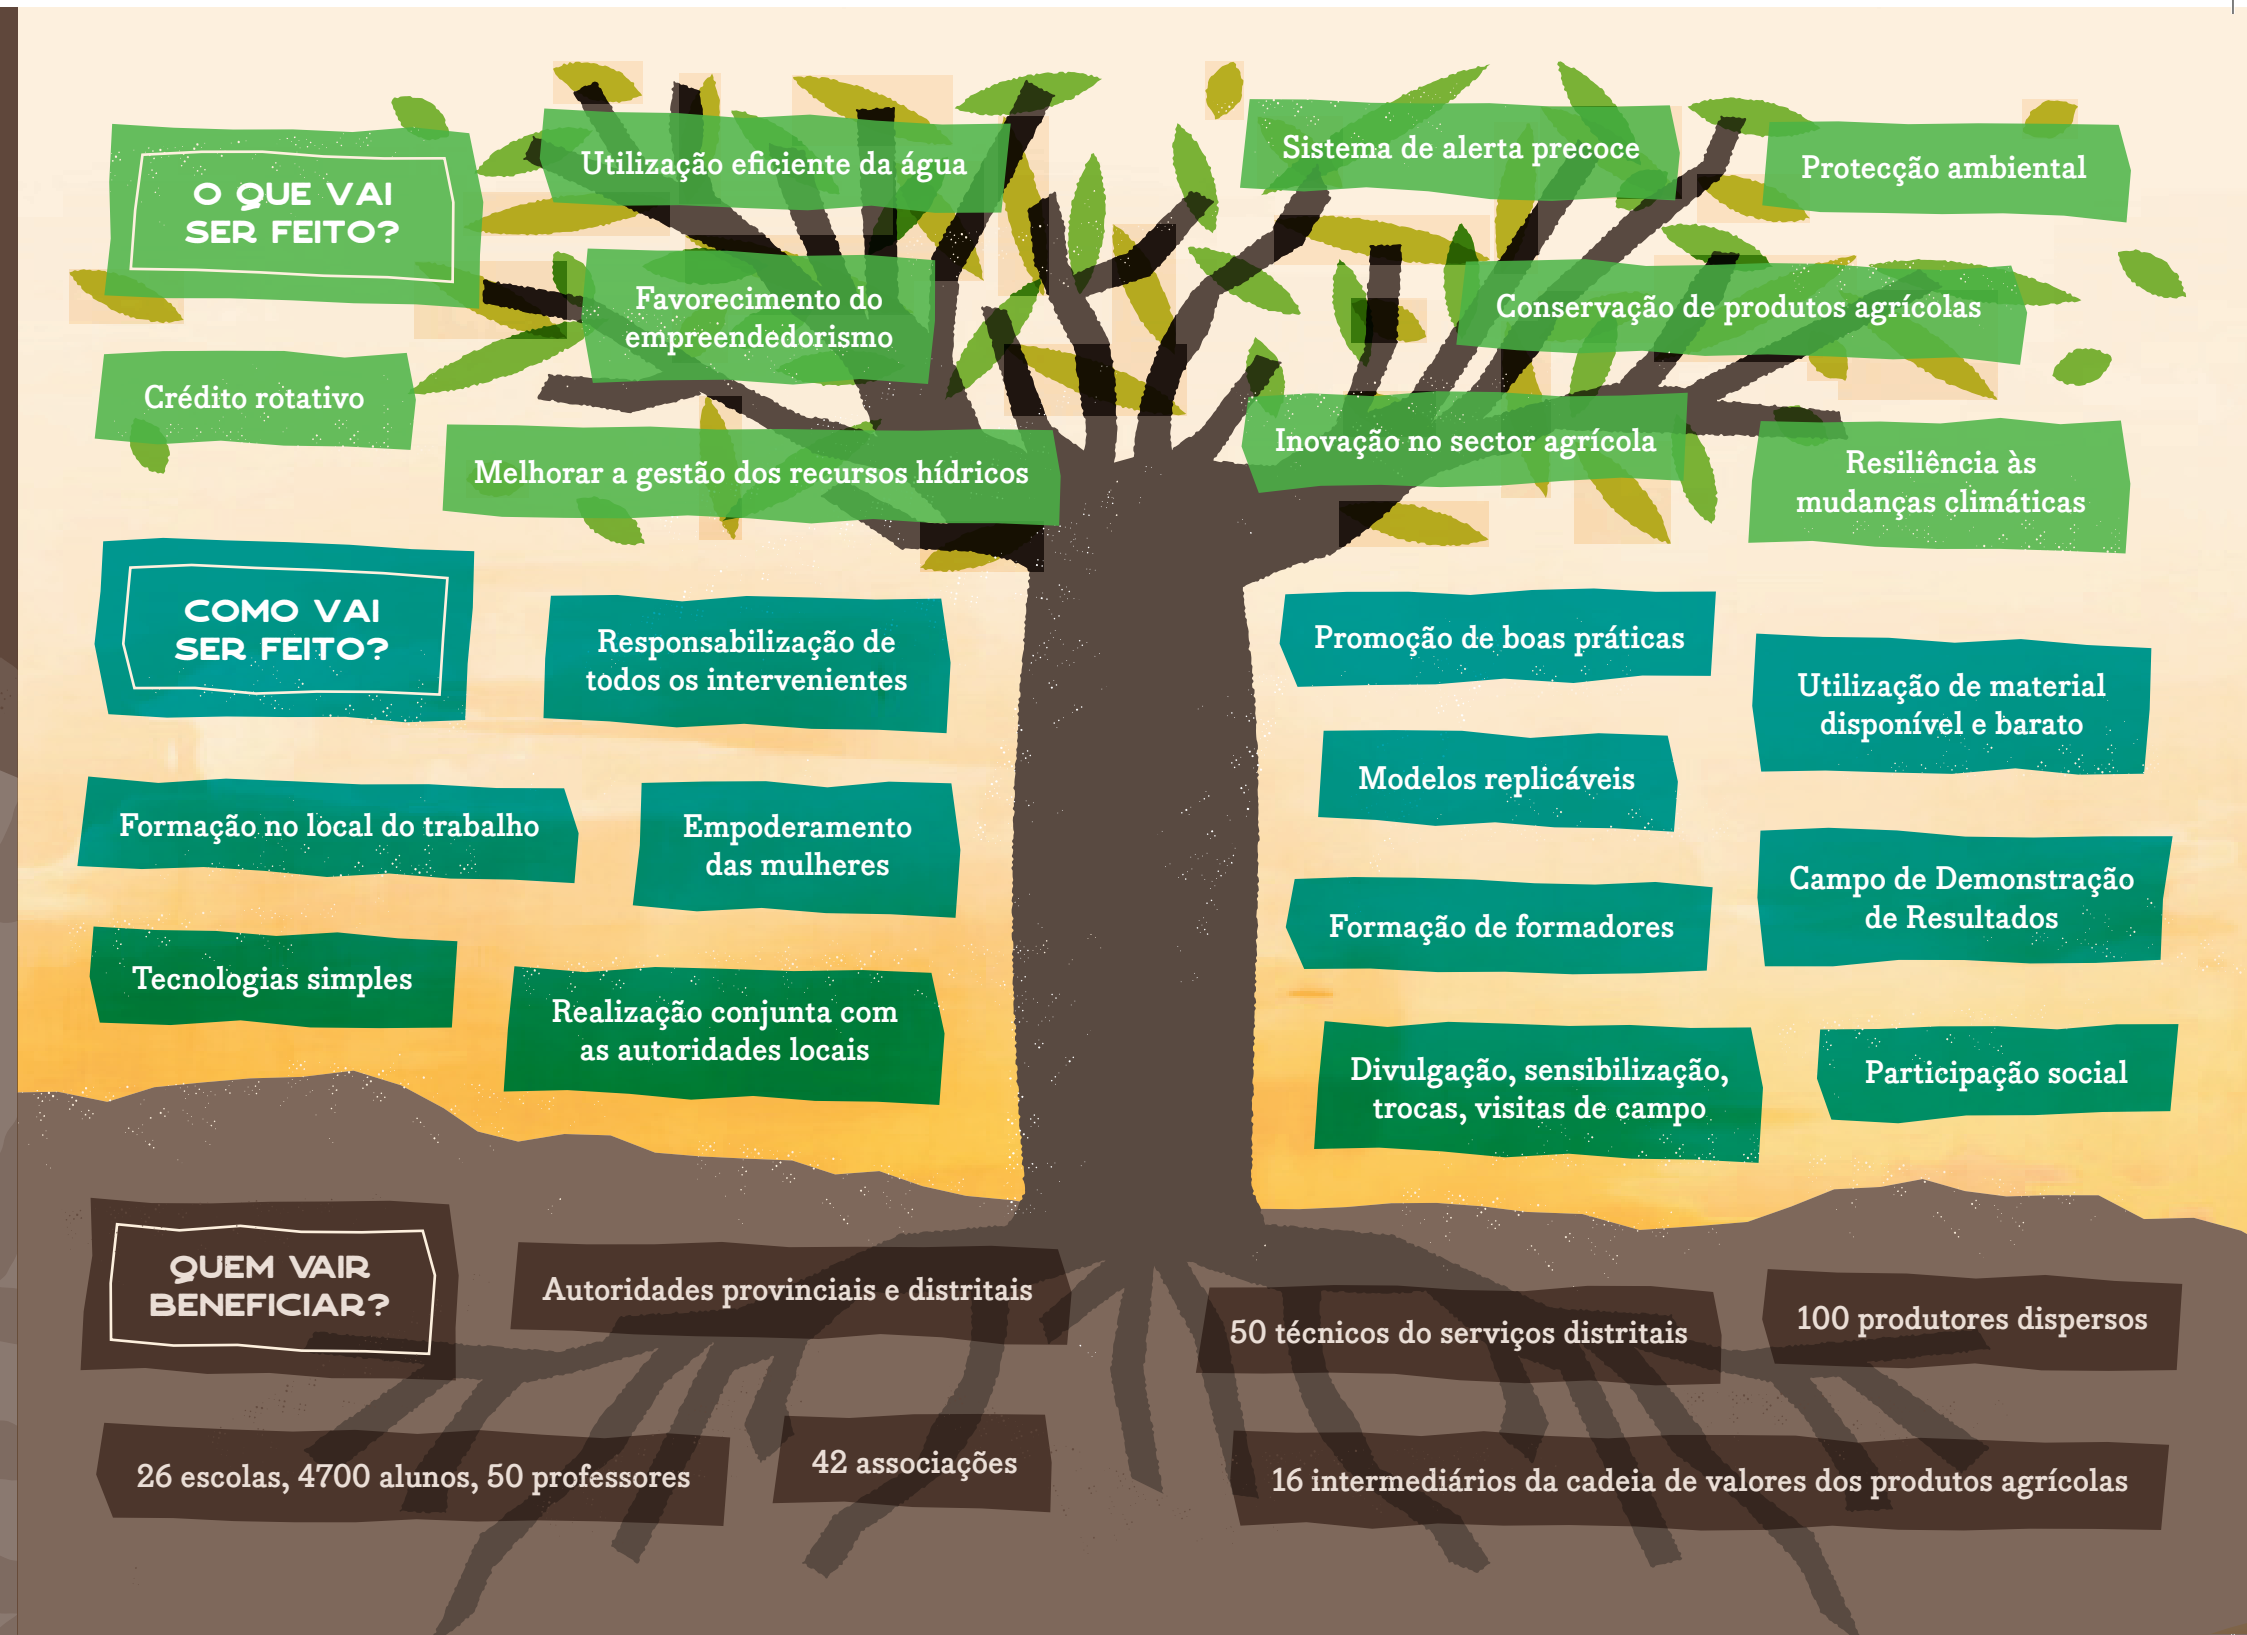 O QUE VAI
SER FEITO?
Utilização eficiente da água
Sistema de alerta precoce
Protecção ambiental
Favorecimento do
empreendedorismo
Conservação de produtos agrícolas
Crédito rotativo
Melhorar a gestão dos recursos hídricos
Inovação no sector agrícola
Resiliência às
mudanças climáticas
COMO VAI
SER FEITO?
Responsabilização de
todos os intervenientes
Promoção de boas práticas
Utilização de material
disponível e barato
Modelos replicáveis
Formação no local do trabalho
Empoderamento
das mulheres
Formação de formadores
Campo de Demonstração
de Resultados
Tecnologias simples
Realização conjunta com
as autoridades locais
Divulgação, sensibilização,
trocas, visitas de campo
Participação social
QUEM VAIR
BENEFICIAR?
Autoridades provinciais e distritais
50 técnicos do serviços distritais
100 produtores dispersos
26 escolas, 4700 alunos, 50 professores
42 associações
16 intermediários da cadeia de valores dos produtos agrícolas